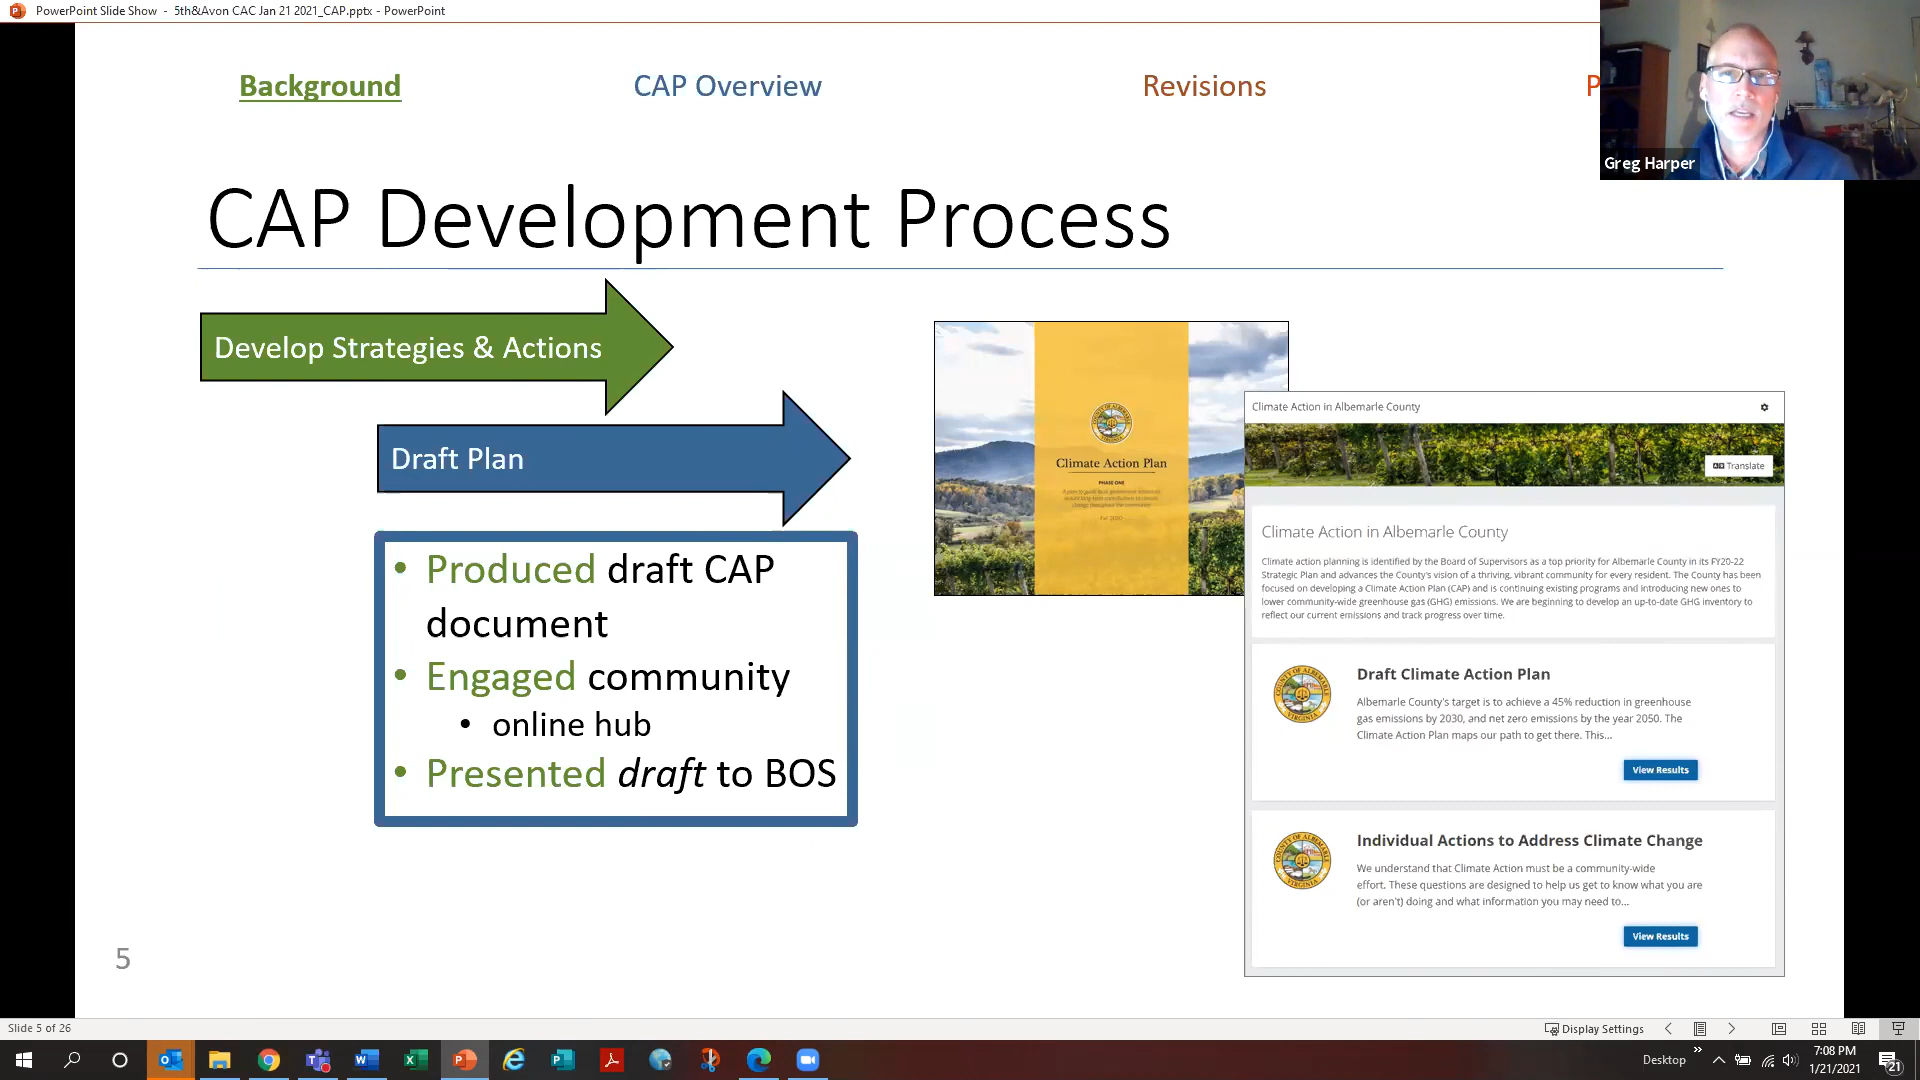 PowerPoint Slide Show - 5th&Avon CAC Jan 21 2021_CAP.pptx - PowerPoint
Background
CAP Overview
Revisions
P
Greg Harper
CAP Development Process
Develop Strategies & Actions
Draft Plan
• Produced draft CAP
document
• Engaged community
• online hub
• Presented draft to BOS
Climate Action Plan
PHASE ONE
Fall 2020
Climate Action in Albemarle County
Translate
Climate Action in Albemarle County
Climate action planning is identified by the Board of Supervisors as a top priority for Albemarle County in its FY20-22
Strategic Plan and advances the County's vision of a thriving, vibrant community for every resident. The County has been
focused on developing a Climate Action Plan (CAP) and is continuing existing programs and introducing new ones to
lower community-wide greenhouse gas (GHG) emissions. We are beginning to develop an up-to-date GHG inventory to
reflect our current emissions and track progress over time.
COUNTY OF ALBEMARLE
VIRGINIA
Draft Climate Action Plan
Albemarle County's target is to achieve a 45% reduction in greenhouse
gas emissions by 2030, and net zero emissions by the year 2050. The
Climate Action Plan maps our path to get there. This...
View Results
COUNTY OF ALBEMARLE
VIRGINIA
Individual Actions to Address Climate Change
We understand that Climate Action must be a community-wide
effort. These questions are designed to help us get to know what you are
(or aren't) doing and what information you may need to...
View Results
5
Slide 5 of 26
Display Settings
Desktop
7:08 PM
1/21/2021
21